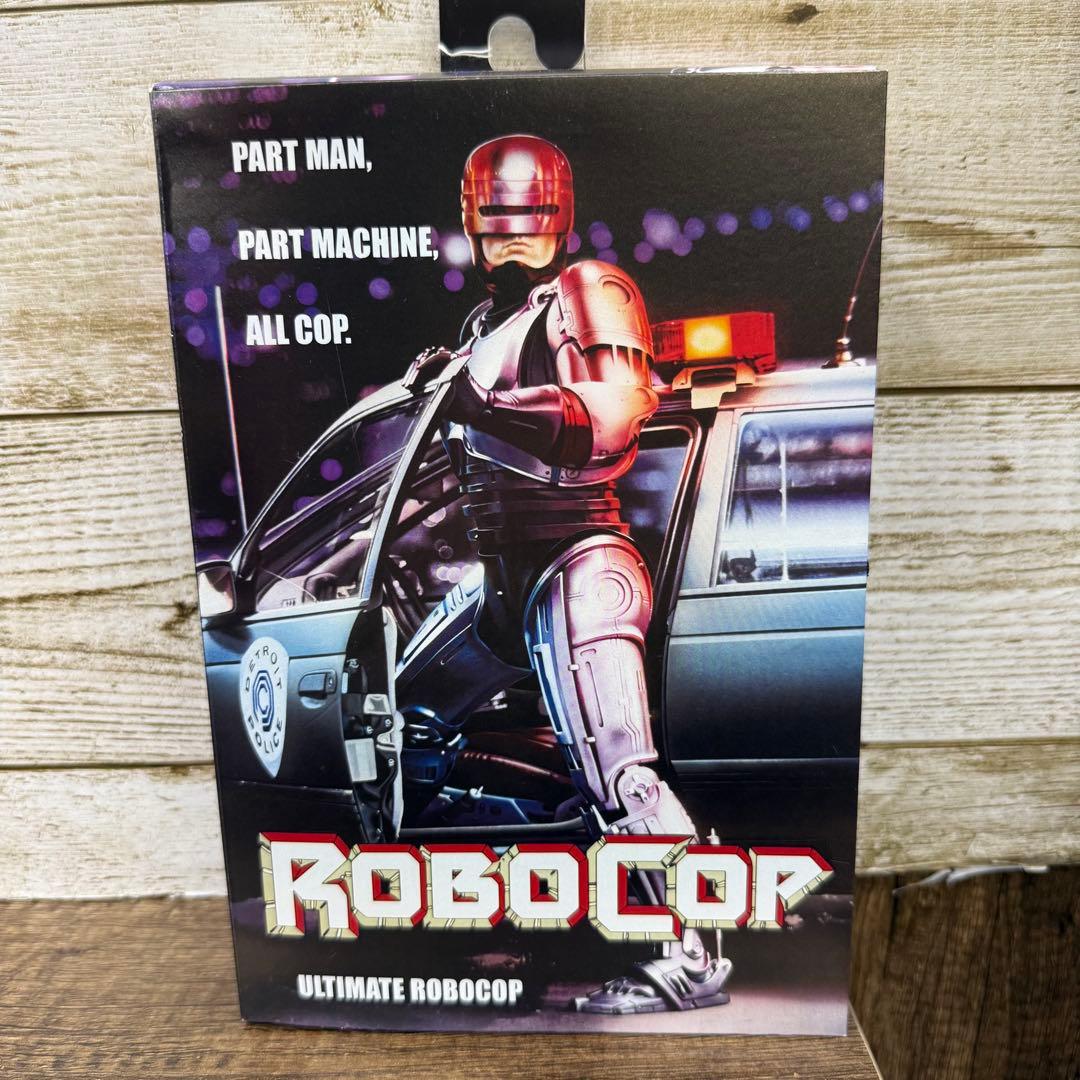 PART MAN,
PART MACHINE,
ALL COP.
DETROIT
POLICE
ROBOCOP
ULTIMATE ROBOCOP